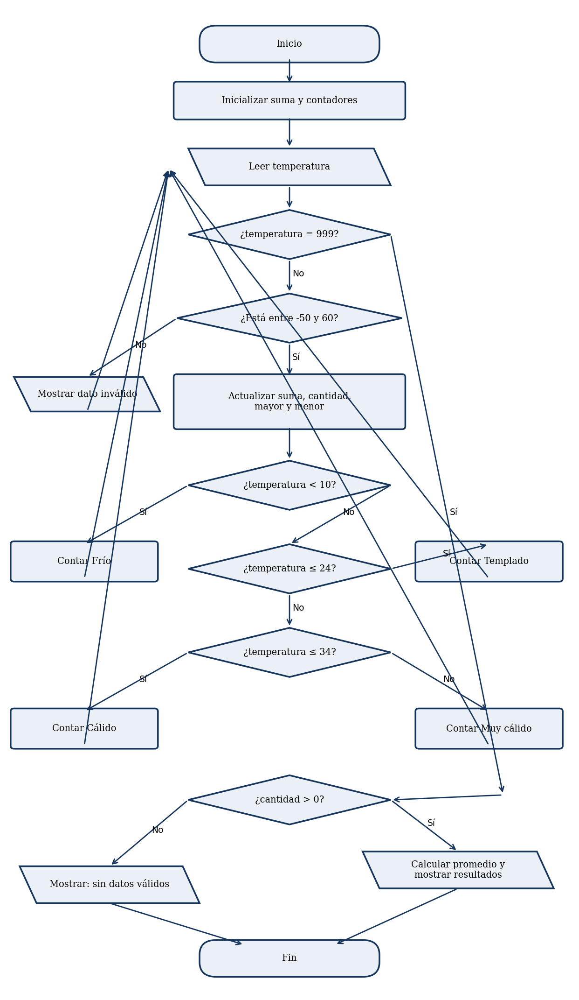 Inicio
Inicializar suma y contadores
Leer temperatura
¿temperatura = 999?
No
¿Está entre -50 y 60?
No
Sí
Mostrar dato inválido
Actualizar suma, cantidad,
mayor y menor
¿temperatura < 10?
Sí
No
Sí
Sí
Contar Frío
Contar Templado
¿temperatura ≤ 24?
No
¿temperatura ≤ 34?
Sí
No
Contar Cálido
Contar Muy cálido
¿cantidad > 0?
Sí
No
Calcular promedio y
mostrar resultados
Mostrar: sin datos válidos
Fin